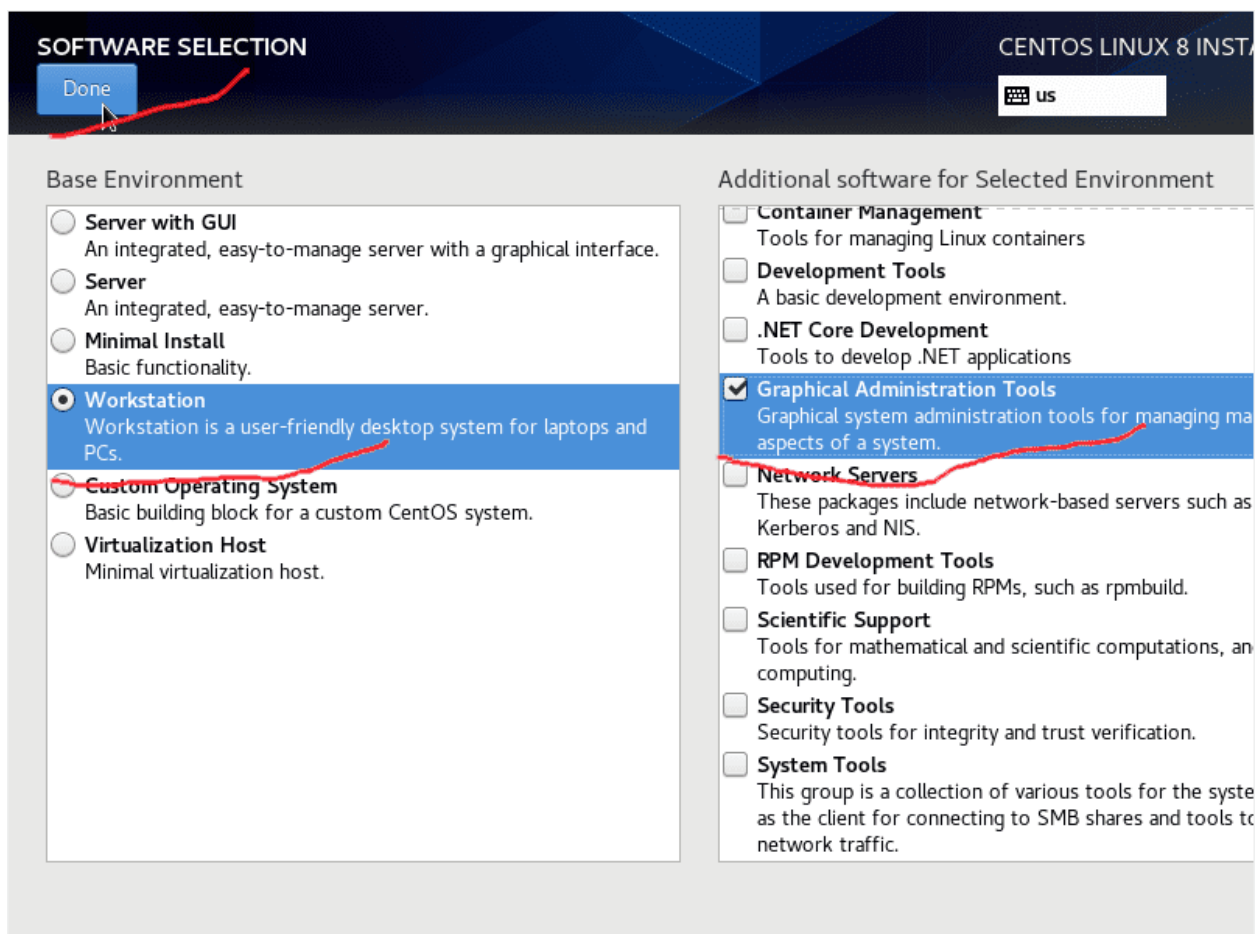 SOFTWARE SELECTION
CENTOS LINUX 8 INST
Done
us
Base Environment
Server with GUI
An integrated, easy-to-manage server with a graphical interface.
Server
An integrated, easy-to-manage server.
Minimal Install
Basic functionality.
Workstation
Workstation is a user-friendly desktop system for laptops and
PCs.
Custom Operating System
Basic building block for a custom CentOS system.
Virtualization Host
Minimal virtualization host.
Additional software for Selected Environment
Container Management
Tools for managing Linux containers
Development Tools
A basic development environment.
.NET Core Development
Tools to develop .NET applications
Graphical Administration Tools
Graphical system administration tools for managing ma
aspects of a system.
Network Servers
These packages include network-based servers such as
Kerberos and NIS.
RPM Development Tools
Tools used for building RPMs, such as rpmbuild.
Scientific Support
Tools for mathematical and scientific computations, an
computing.
Security Tools
Security tools for integrity and trust verification.
System Tools
This group is a collection of various tools for the syste
as the client for connecting to SMB shares and tools to
network traffic.